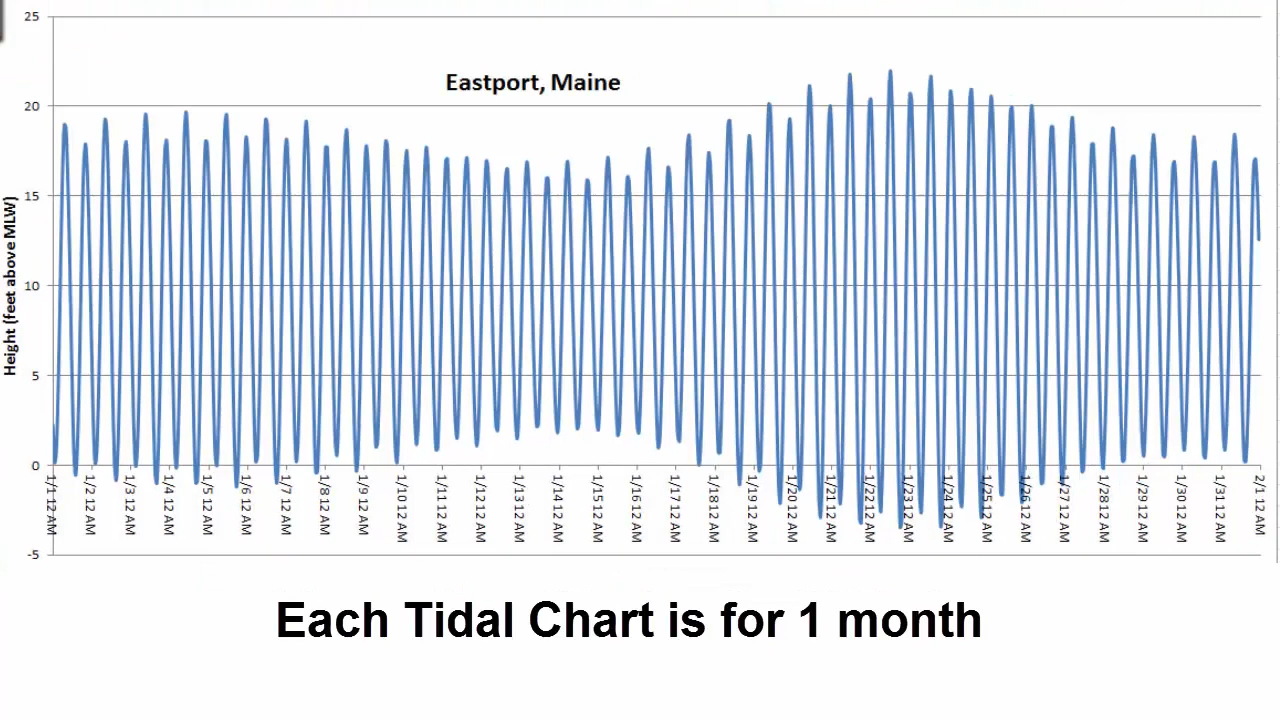 25
Eastport, Maine
20
15
10
5
0
-5
Height (feet above MLW)
1/1 12 AM
1/2 12 AM
1/3 12 AM
1/4 12 AM
1/5 12 AM
1/6 12 AM
1/7 12 AM
1/8 12 AM
1/9 12 AM
1/10 12 AM
1/11 12 AM
1/12 12 AM
1/13 12 AM
1/14 12 AM
1/15 12 AM
1/16 12 AM
1/17 12 AM
1/18 12 AM
1/19 12 AM
1/20 12 AM
1/21 12 AM
1/22 12 AM
1/23 12 AM
1/24 12 AM
1/25 12 AM
1/26 12 AM
1/27 12 AM
1/28 12 AM
1/29 12 AM
1/30 12 AM
1/31 12 AM
2/1 12 AM
Each Tidal Chart is for 1 month